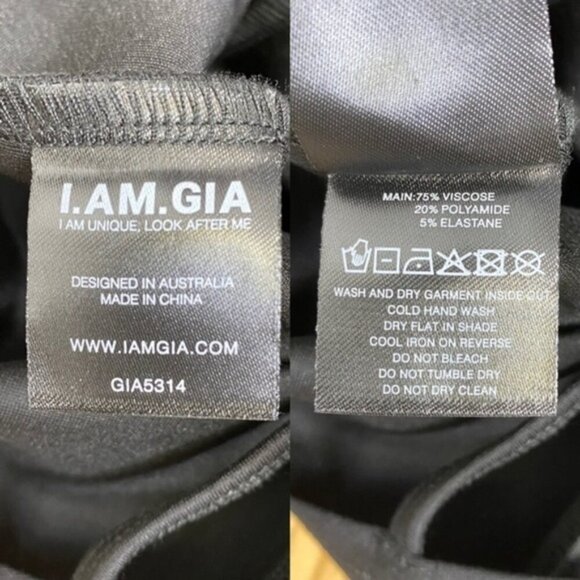 I.AM.GIA
I AM UNIQUE, LOOK AFTER ME
DESIGNED IN AUSTRALIA
MADE IN CHINA
WWW.IAMGIA.COM
GIA5314
MAIN:75% VISCOSE
20% POLYAMIDE
5% ELASTANE
WASH AND DRY GARMENT INSIDE OUT
COLD HAND WASH
DRY FLAT IN SHADE
COOL IRON ON REVERSE
DO NOT BLEACH
DO NOT TUMBLE DRY
DO NOT DRY CLEAN